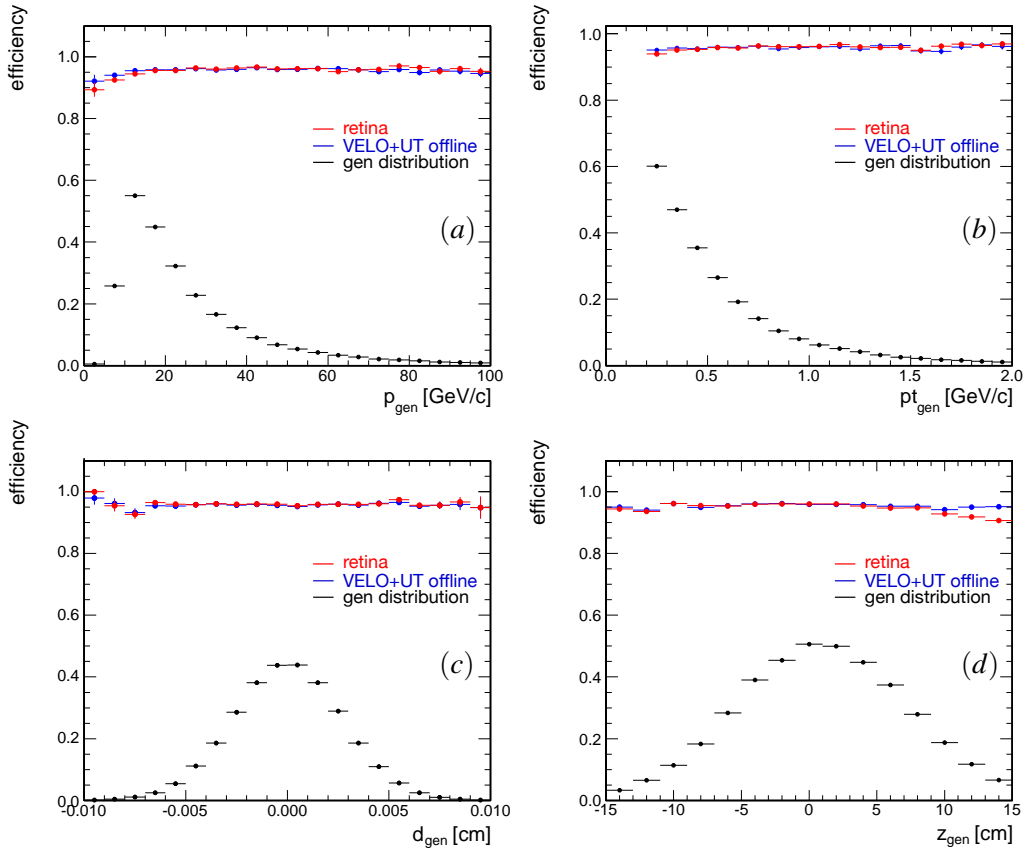 efficiency
1.0
0.8
0.6
0.4
0.2
0.0
retina
VELO+UT offline
gen distribution
(a)
0 20 40 60 80 100
p_gen [GeV/c]
efficiency
1.0
0.8
0.6
0.4
0.2
0.0
retina
VELO+UT offline
gen distribution
(b)
0.0 0.5 1.0 1.5 2.0
pt_gen [GeV/c]
efficiency
1.0
0.8
0.6
0.4
0.2
0.0
retina
VELO+UT offline
gen distribution
(c)
-0.010 -0.005 0.000 0.005 0.010
d_gen [cm]
efficiency
1.0
0.8
0.6
0.4
0.2
0.0
retina
VELO+UT offline
gen distribution
(d)
-15 -10 -5 0 5 10 15
z_gen [cm]